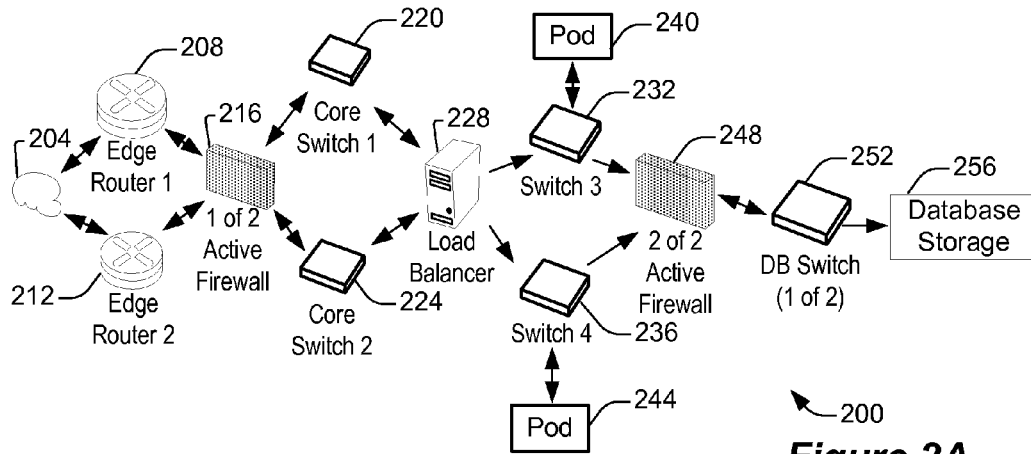 208
220
Pod
240
204
216
Edge
Router 1
Core
Switch 1
228
232
Switch 3
248
252
256
Database
Storage
212
Edge
Router 2
1 of 2
Active
Firewall
224
Core
Switch 2
Load
Balancer
Switch 4
236
2 of 2
Active
Firewall
DB Switch
(1 of 2)
Pod
244
200
Figure 2A